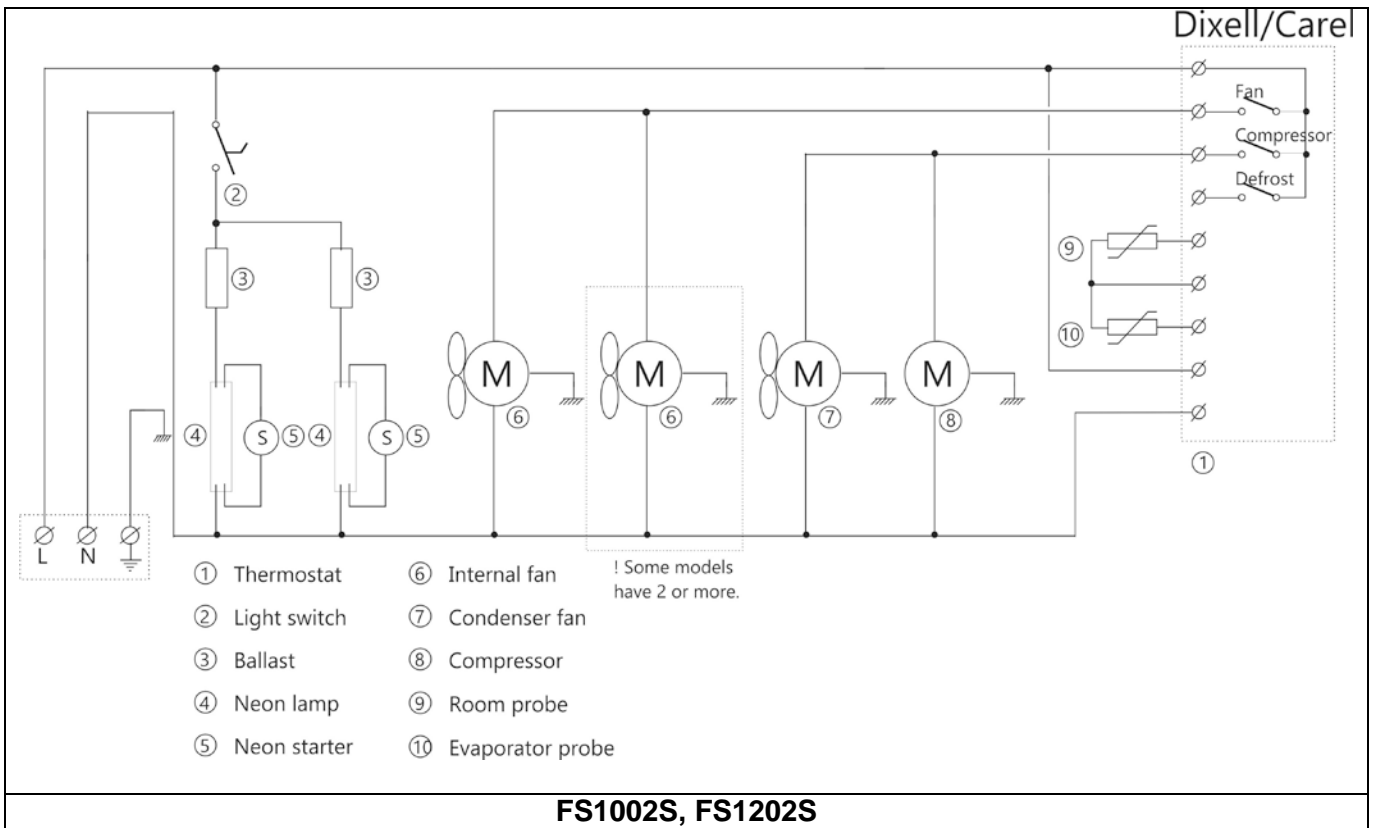 Dixell/Carel
Fan
Compressor
Defrost
②
③ ③
⑨
⑩
M M M M
④ S ⑤ ④ S ⑤ ⑥ ⑥ ⑦ ⑧
①
L N
! Some models
have 2 or more.
① Thermostat
② Light switch
③ Ballast
④ Neon lamp
⑤ Neon starter
⑥ Internal fan
⑦ Condenser fan
⑧ Compressor
⑨ Room probe
⑩ Evaporator probe
FS1002S, FS1202S